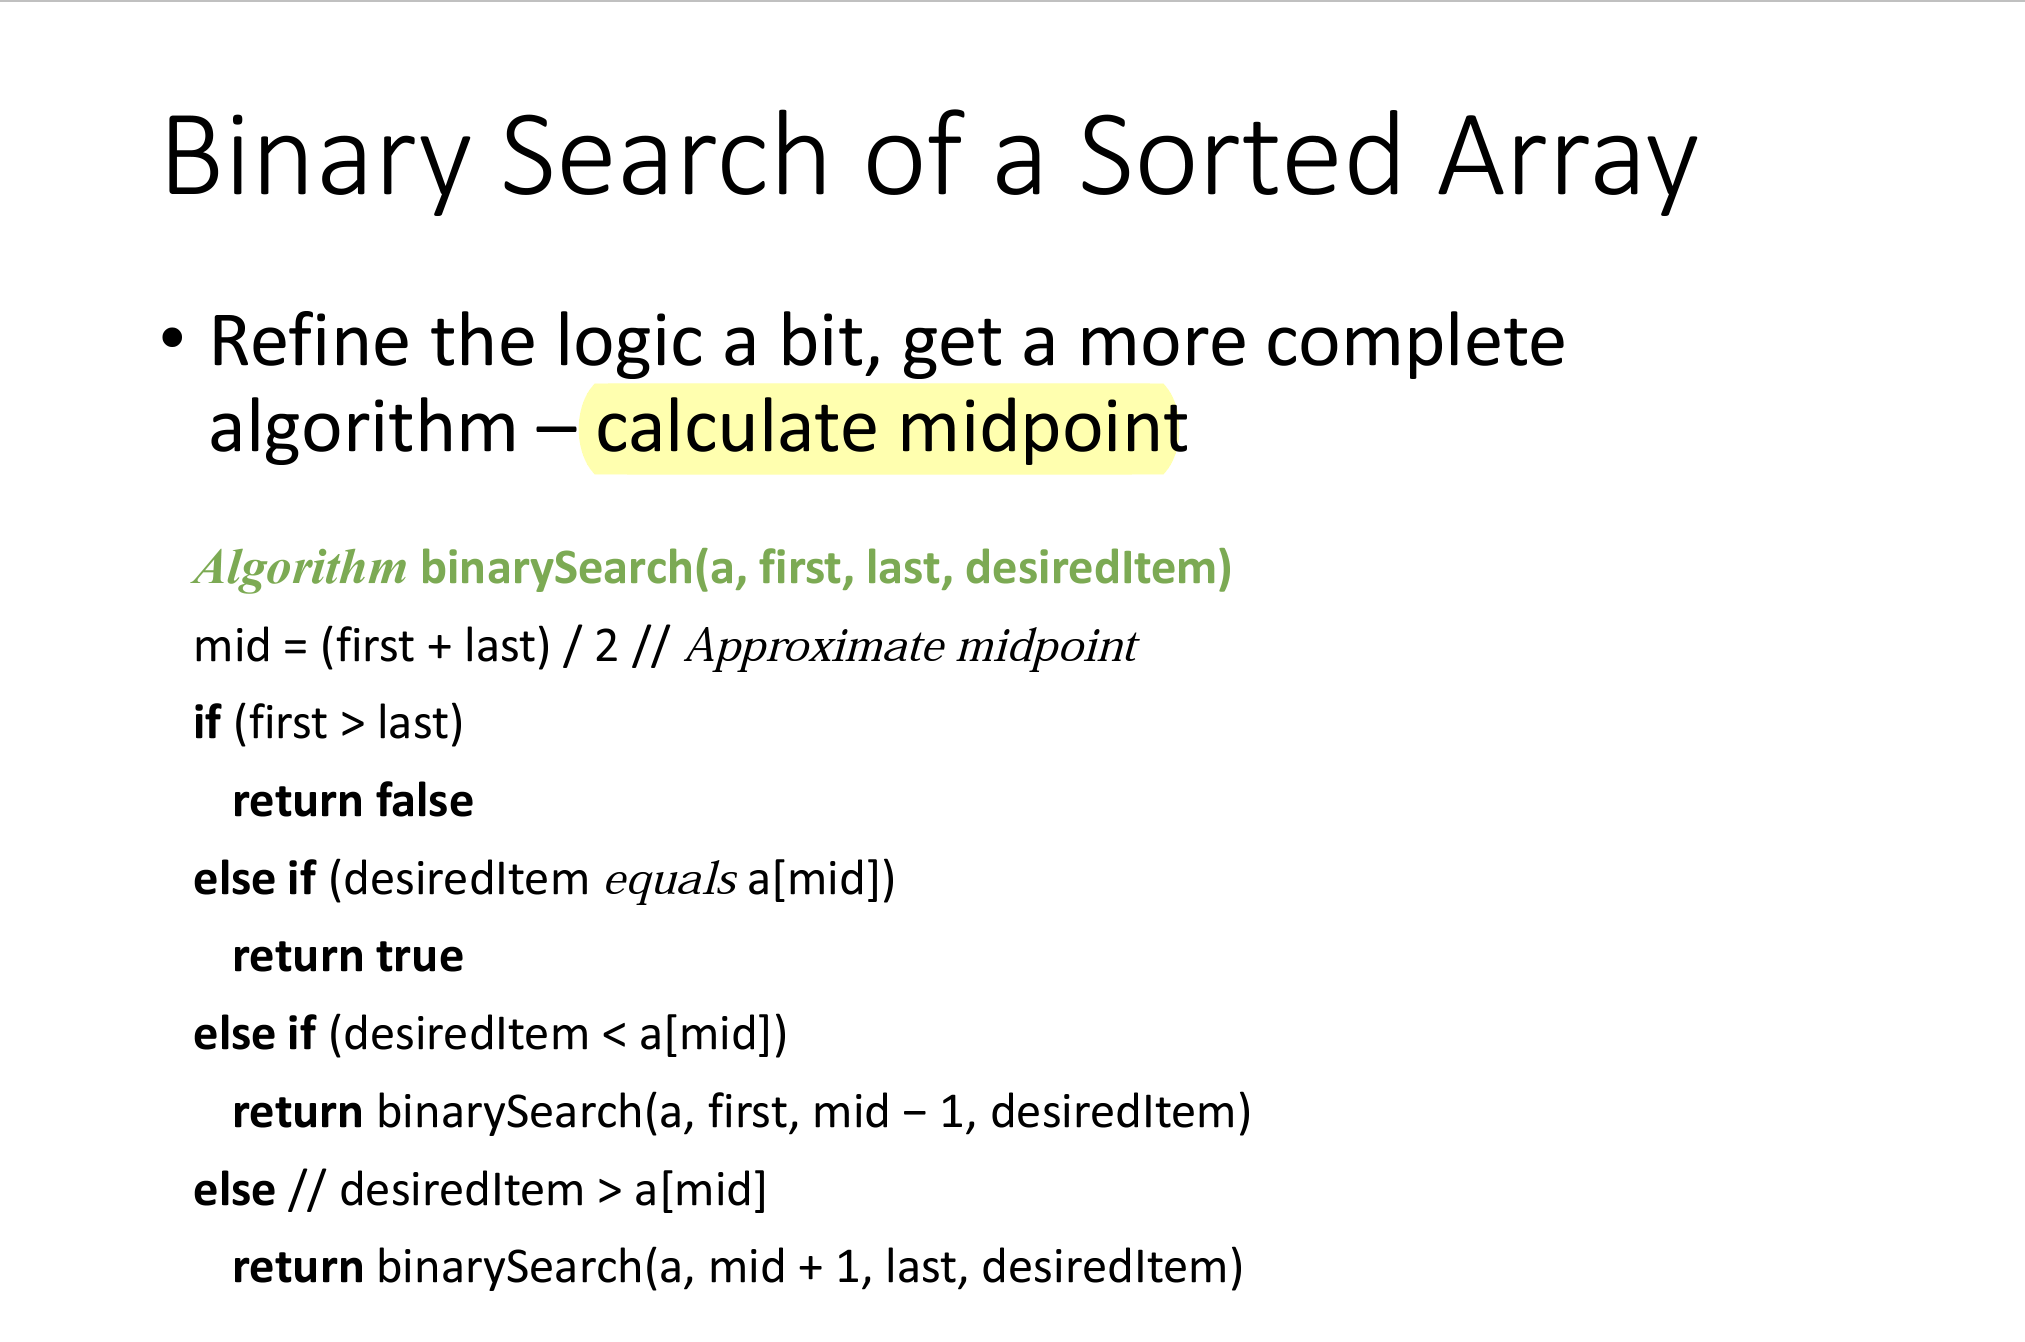 Binary Search of a Sorted Array
• Refine the logic a bit, get a more complete
algorithm – calculate midpoint
Algorithm binarySearch(a, first, last, desiredItem)
mid = (first + last) / 2 // Approximate midpoint
if (first > last)
return false
else if (desiredItem equals a[mid])
return true
else if (desiredItem < a[mid])
return binarySearch(a, first, mid − 1, desiredItem)
else // desiredItem > a[mid]
return binarySearch(a, mid + 1, last, desiredItem)